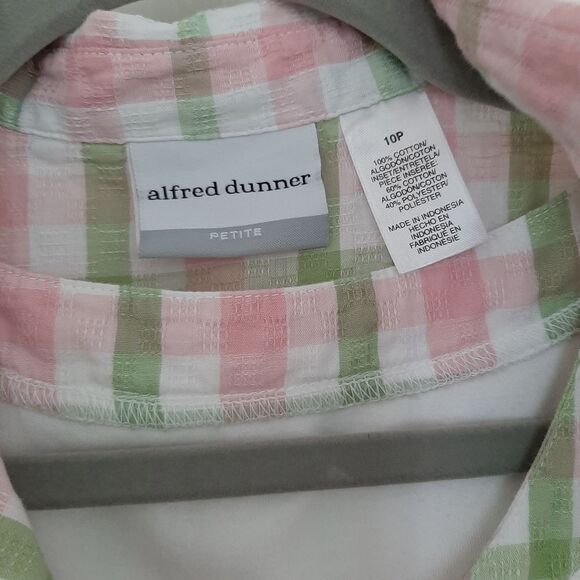 alfred dunner
PETITE
10P
100% COTTON/
ALGODÓN/COTON
INSET/ENTRETELA/
PIÈCE INSÉRÉE:
60% COTTON/
ALGODÓN/COTON
40% POLYESTER/
POLIÉSTER
MADE IN INDONESIA
HECHO EN
INDONESIA
FABRIQUÉ EN
INDONÉSIE